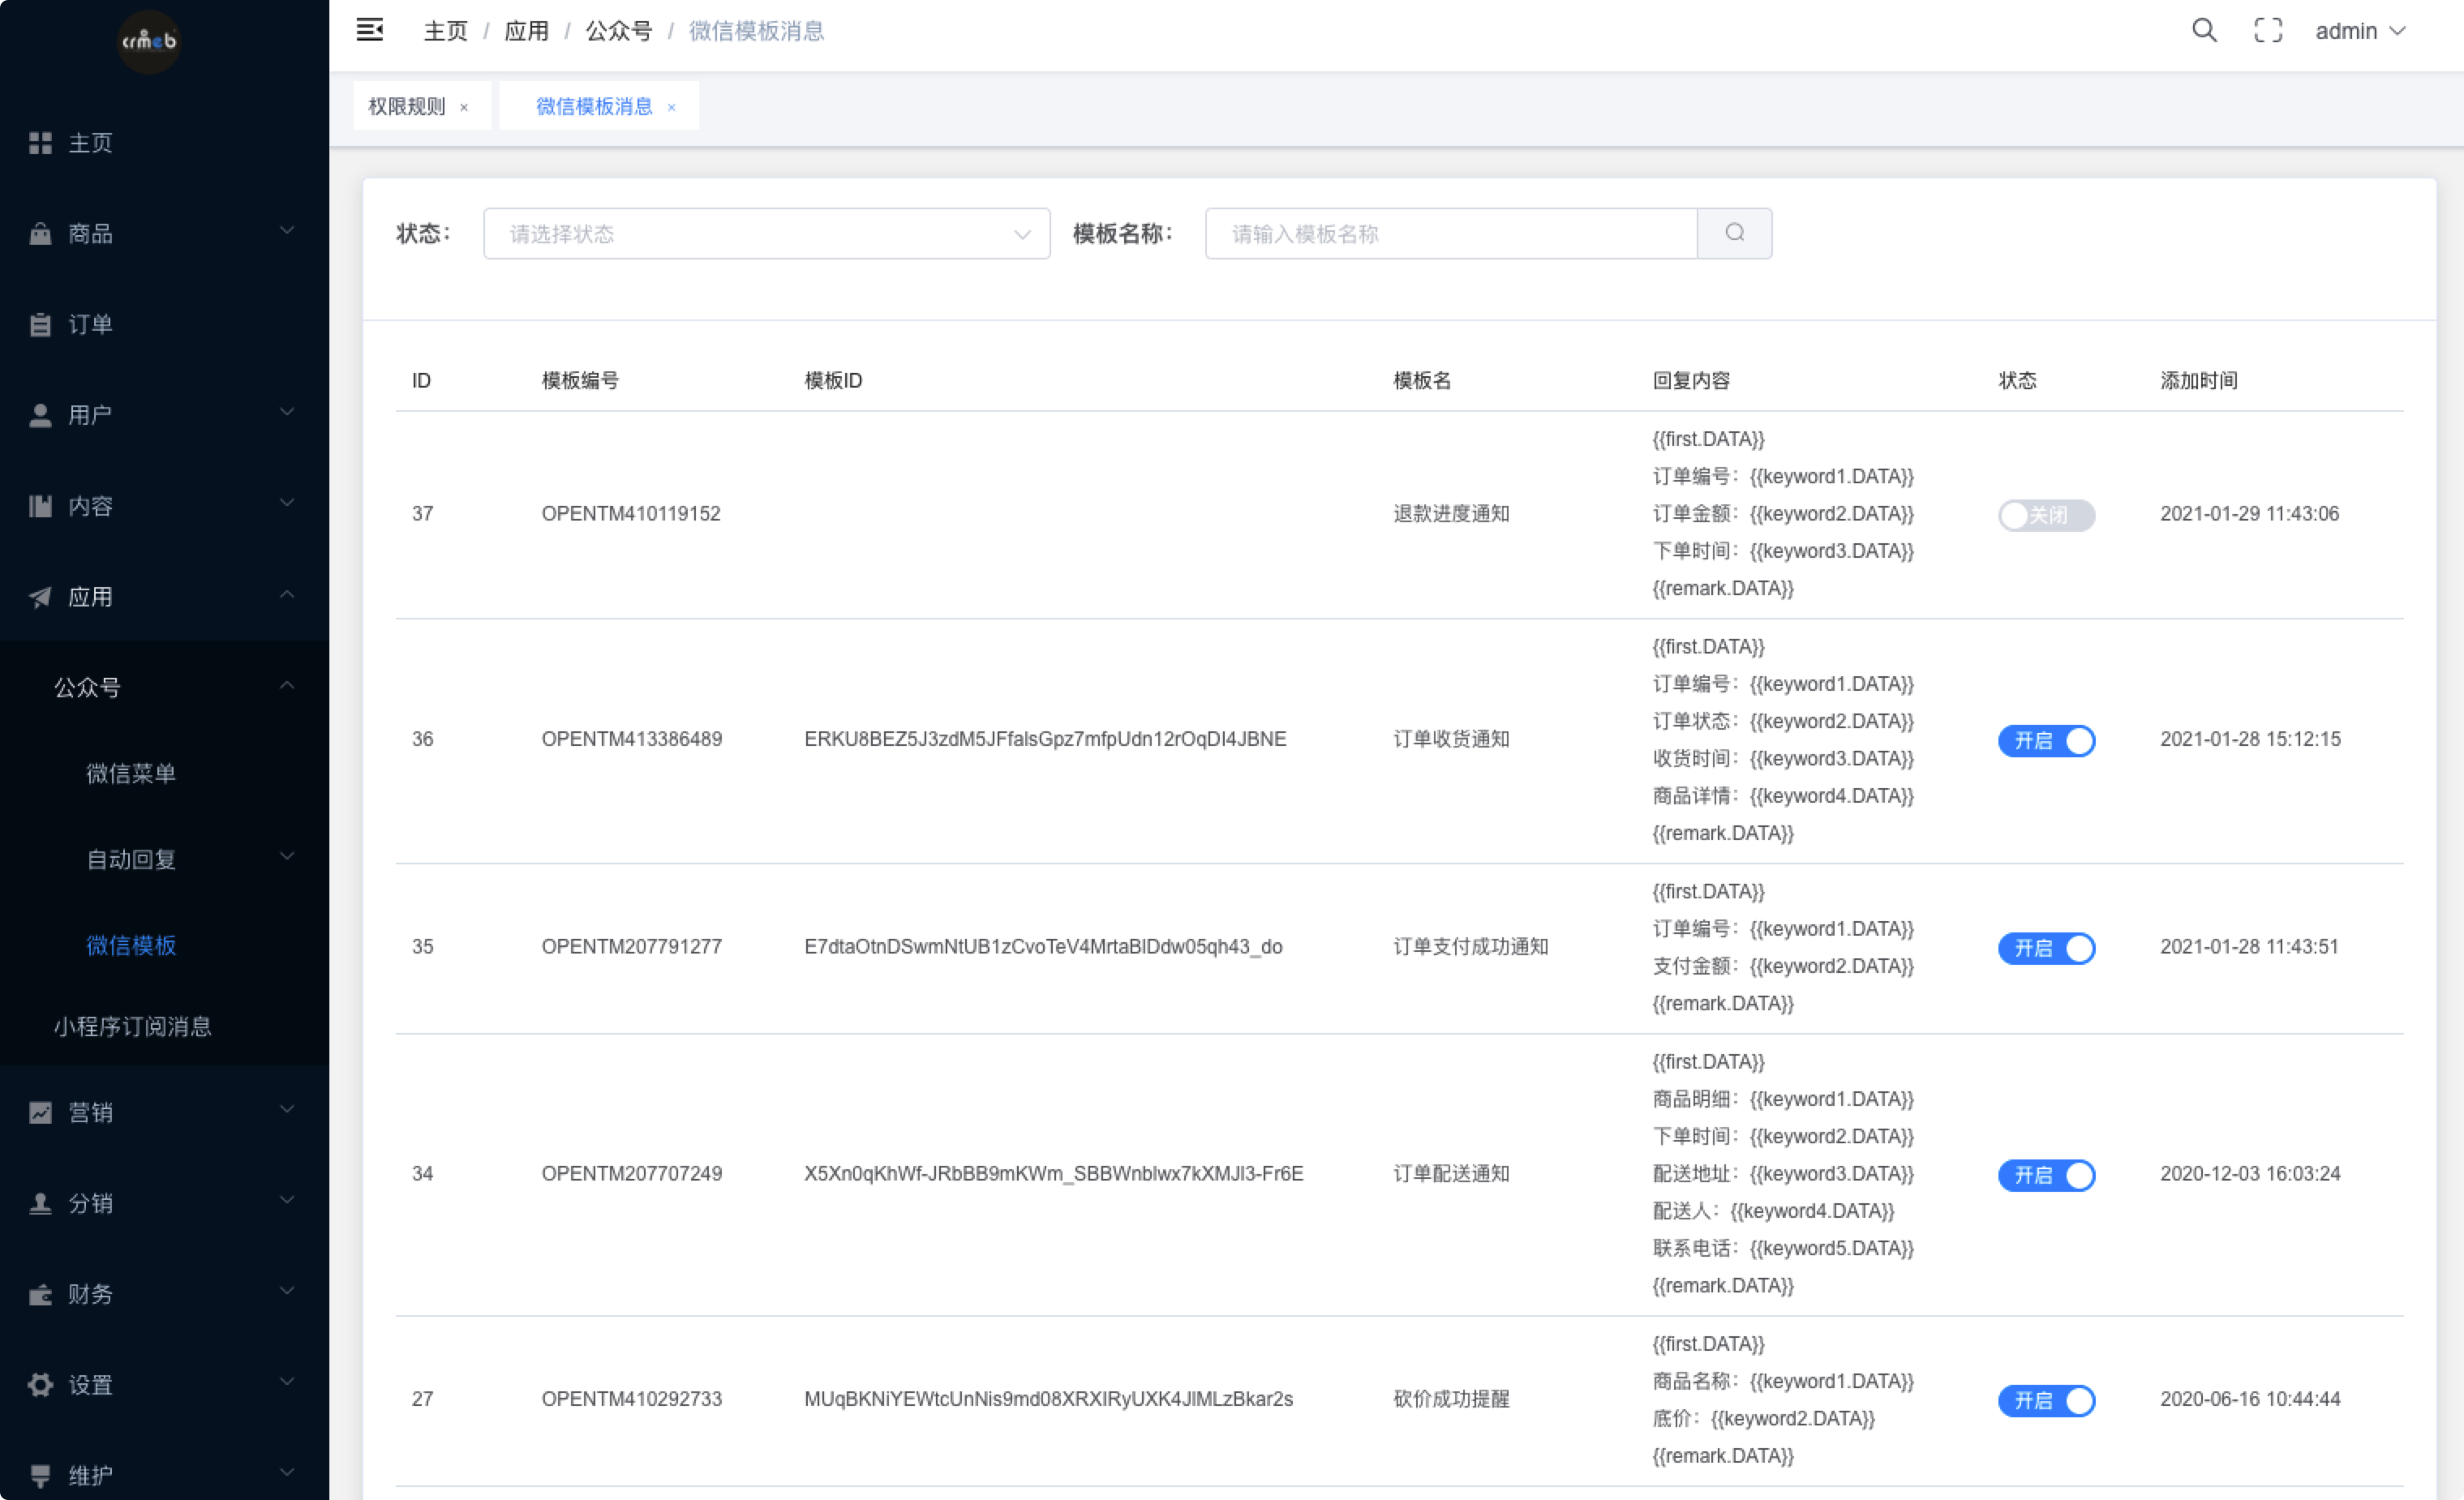 crmeb
主页 / 应用 / 公众号 / 微信模板消息
admin
权限规则 ×
微信模板消息 ×
主页
商品
订单
用户
内容
应用
公众号
微信菜单
自动回复
微信模板
小程序订阅消息
营销
分销
财务
设置
维护
状态： 请选择状态 模板名称： 请输入模板名称
ID 模板编号 模板ID 模板名 回复内容 状态 添加时间
37 OPENTM410119152 退款进度通知
{{first.DATA}}
订单编号：{{keyword1.DATA}}
订单金额：{{keyword2.DATA}}
下单时间：{{keyword3.DATA}}
{{remark.DATA}}
关闭 2021-01-29 11:43:06
36 OPENTM413386489 ERKU8BEZ5J3zdM5JFfalsGpz7mfpUdn12rOqDI4JBNE 订单收货通知
{{first.DATA}}
订单编号：{{keyword1.DATA}}
订单状态：{{keyword2.DATA}}
收货时间：{{keyword3.DATA}}
商品详情：{{keyword4.DATA}}
{{remark.DATA}}
开启 2021-01-28 15:12:15
35 OPENTM207791277 E7dtaOtnDSwmNtUB1zCvoTeV4MrtaBlDdw05qh43_do 订单支付成功通知
{{first.DATA}}
订单编号：{{keyword1.DATA}}
支付金额：{{keyword2.DATA}}
{{remark.DATA}}
开启 2021-01-28 11:43:51
34 OPENTM207707249 X5Xn0qKhWf-JRbBB9mKWm_SBBWnblwx7kXMJl3-Fr6E 订单配送通知
{{first.DATA}}
商品明细：{{keyword1.DATA}}
下单时间：{{keyword2.DATA}}
配送地址：{{keyword3.DATA}}
配送人：{{keyword4.DATA}}
联系电话：{{keyword5.DATA}}
{{remark.DATA}}
开启 2020-12-03 16:03:24
27 OPENTM410292733 MUqBKNiYEWtcUnNis9md08XRXIRyUXK4JlMLzBkar2s 砍价成功提醒
{{first.DATA}}
商品名称：{{keyword1.DATA}}
底价：{{keyword2.DATA}}
{{remark.DATA}}
开启 2020-06-16 10:44:44